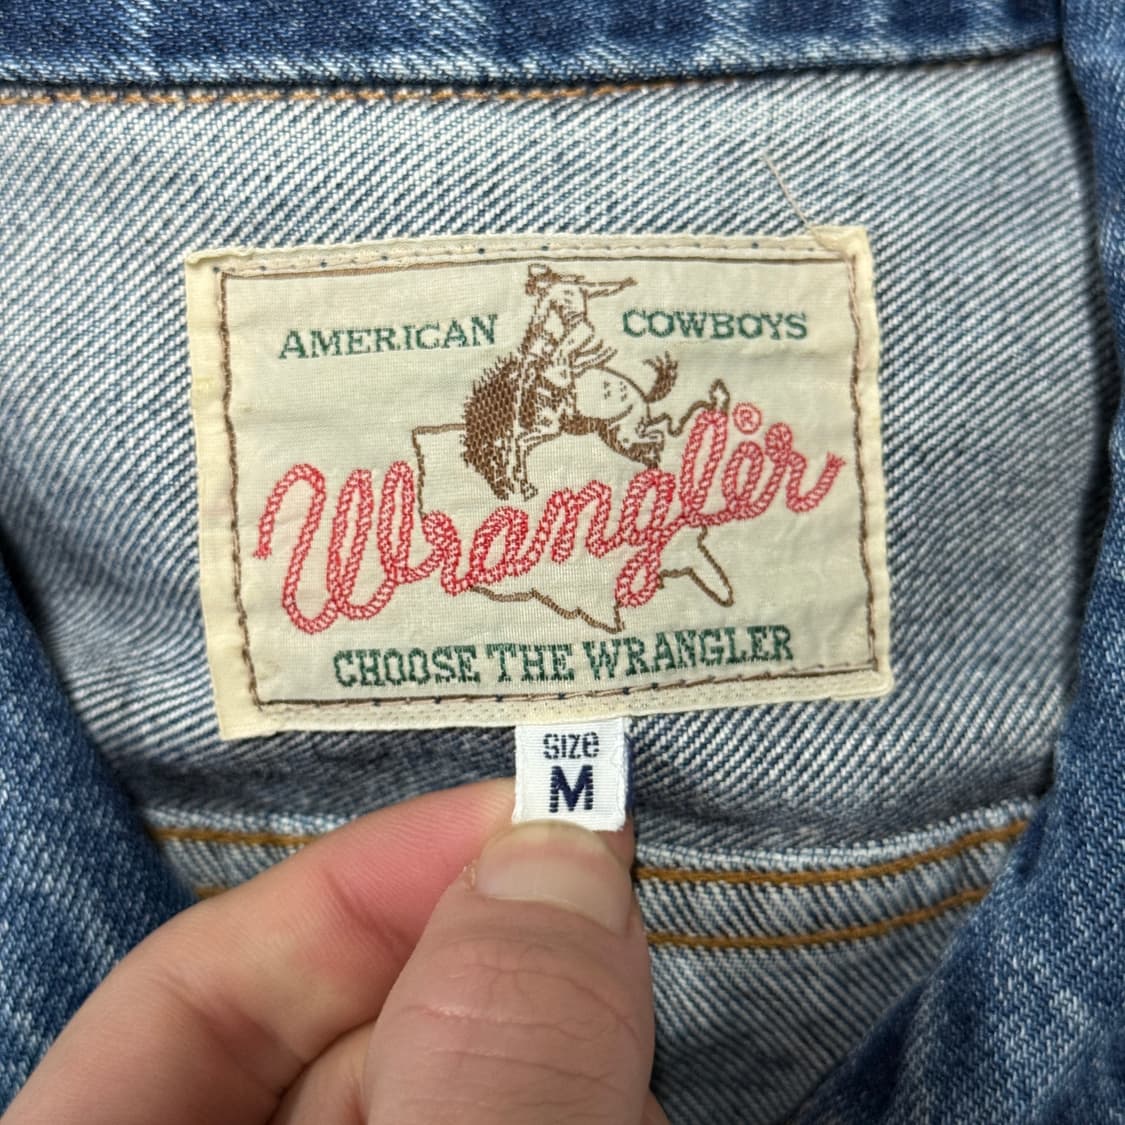 AMERICAN COWBOYS
Wrangler®
CHOOSE THE WRANGLER
SIZE
M